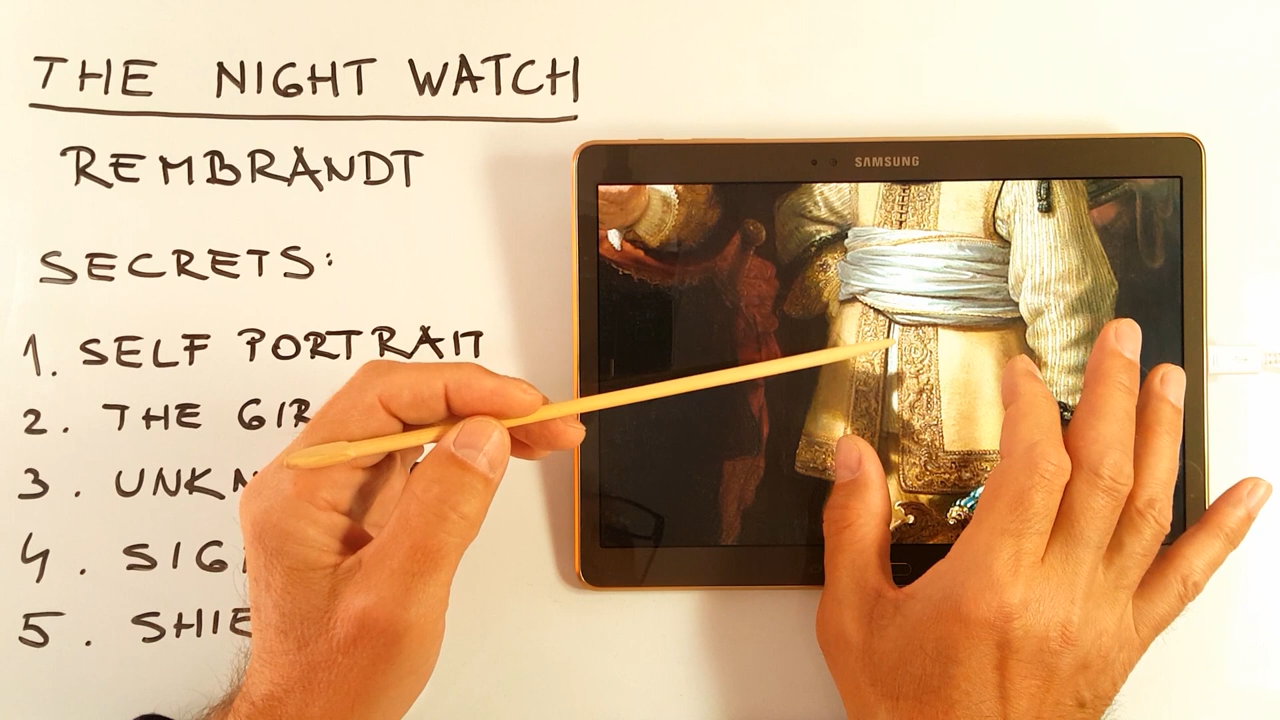 THE NIGHT WATCH
REMBRANDT
SECRETS:
1. SELF PORTRAIT
2. THE
3.
4.
5.
SAMSUNG